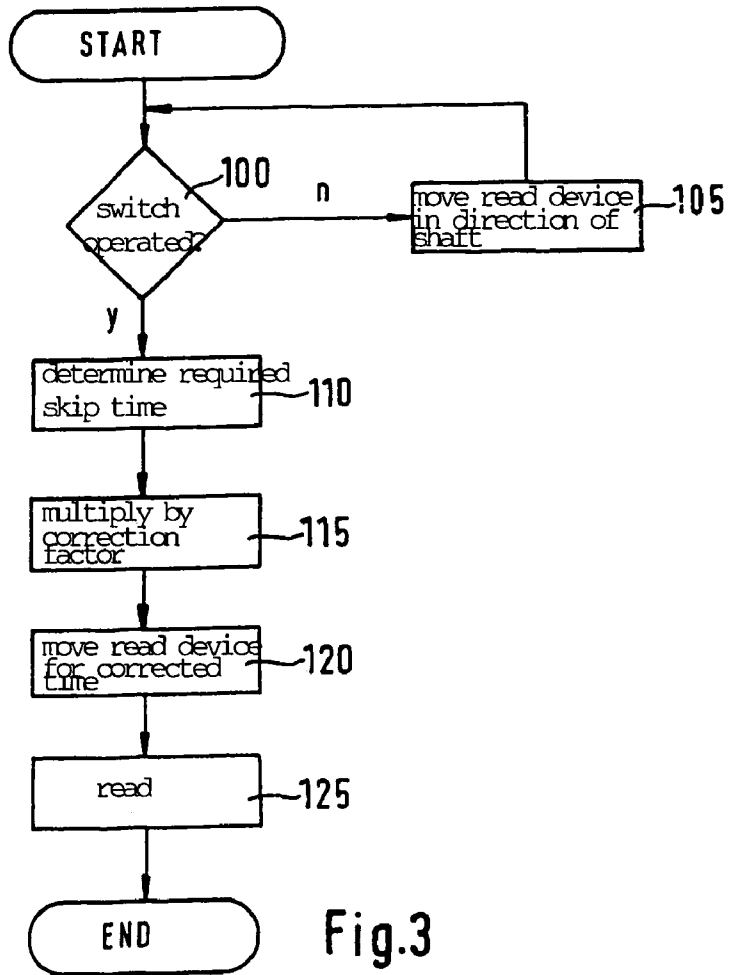 START
100
switch
operated?
n
move read device
in direction of
shaft
105
y
determine required
skip time
110
multiply by
correction
factor
115
move read device
for corrected
time
120
read
125
END
Fig.3